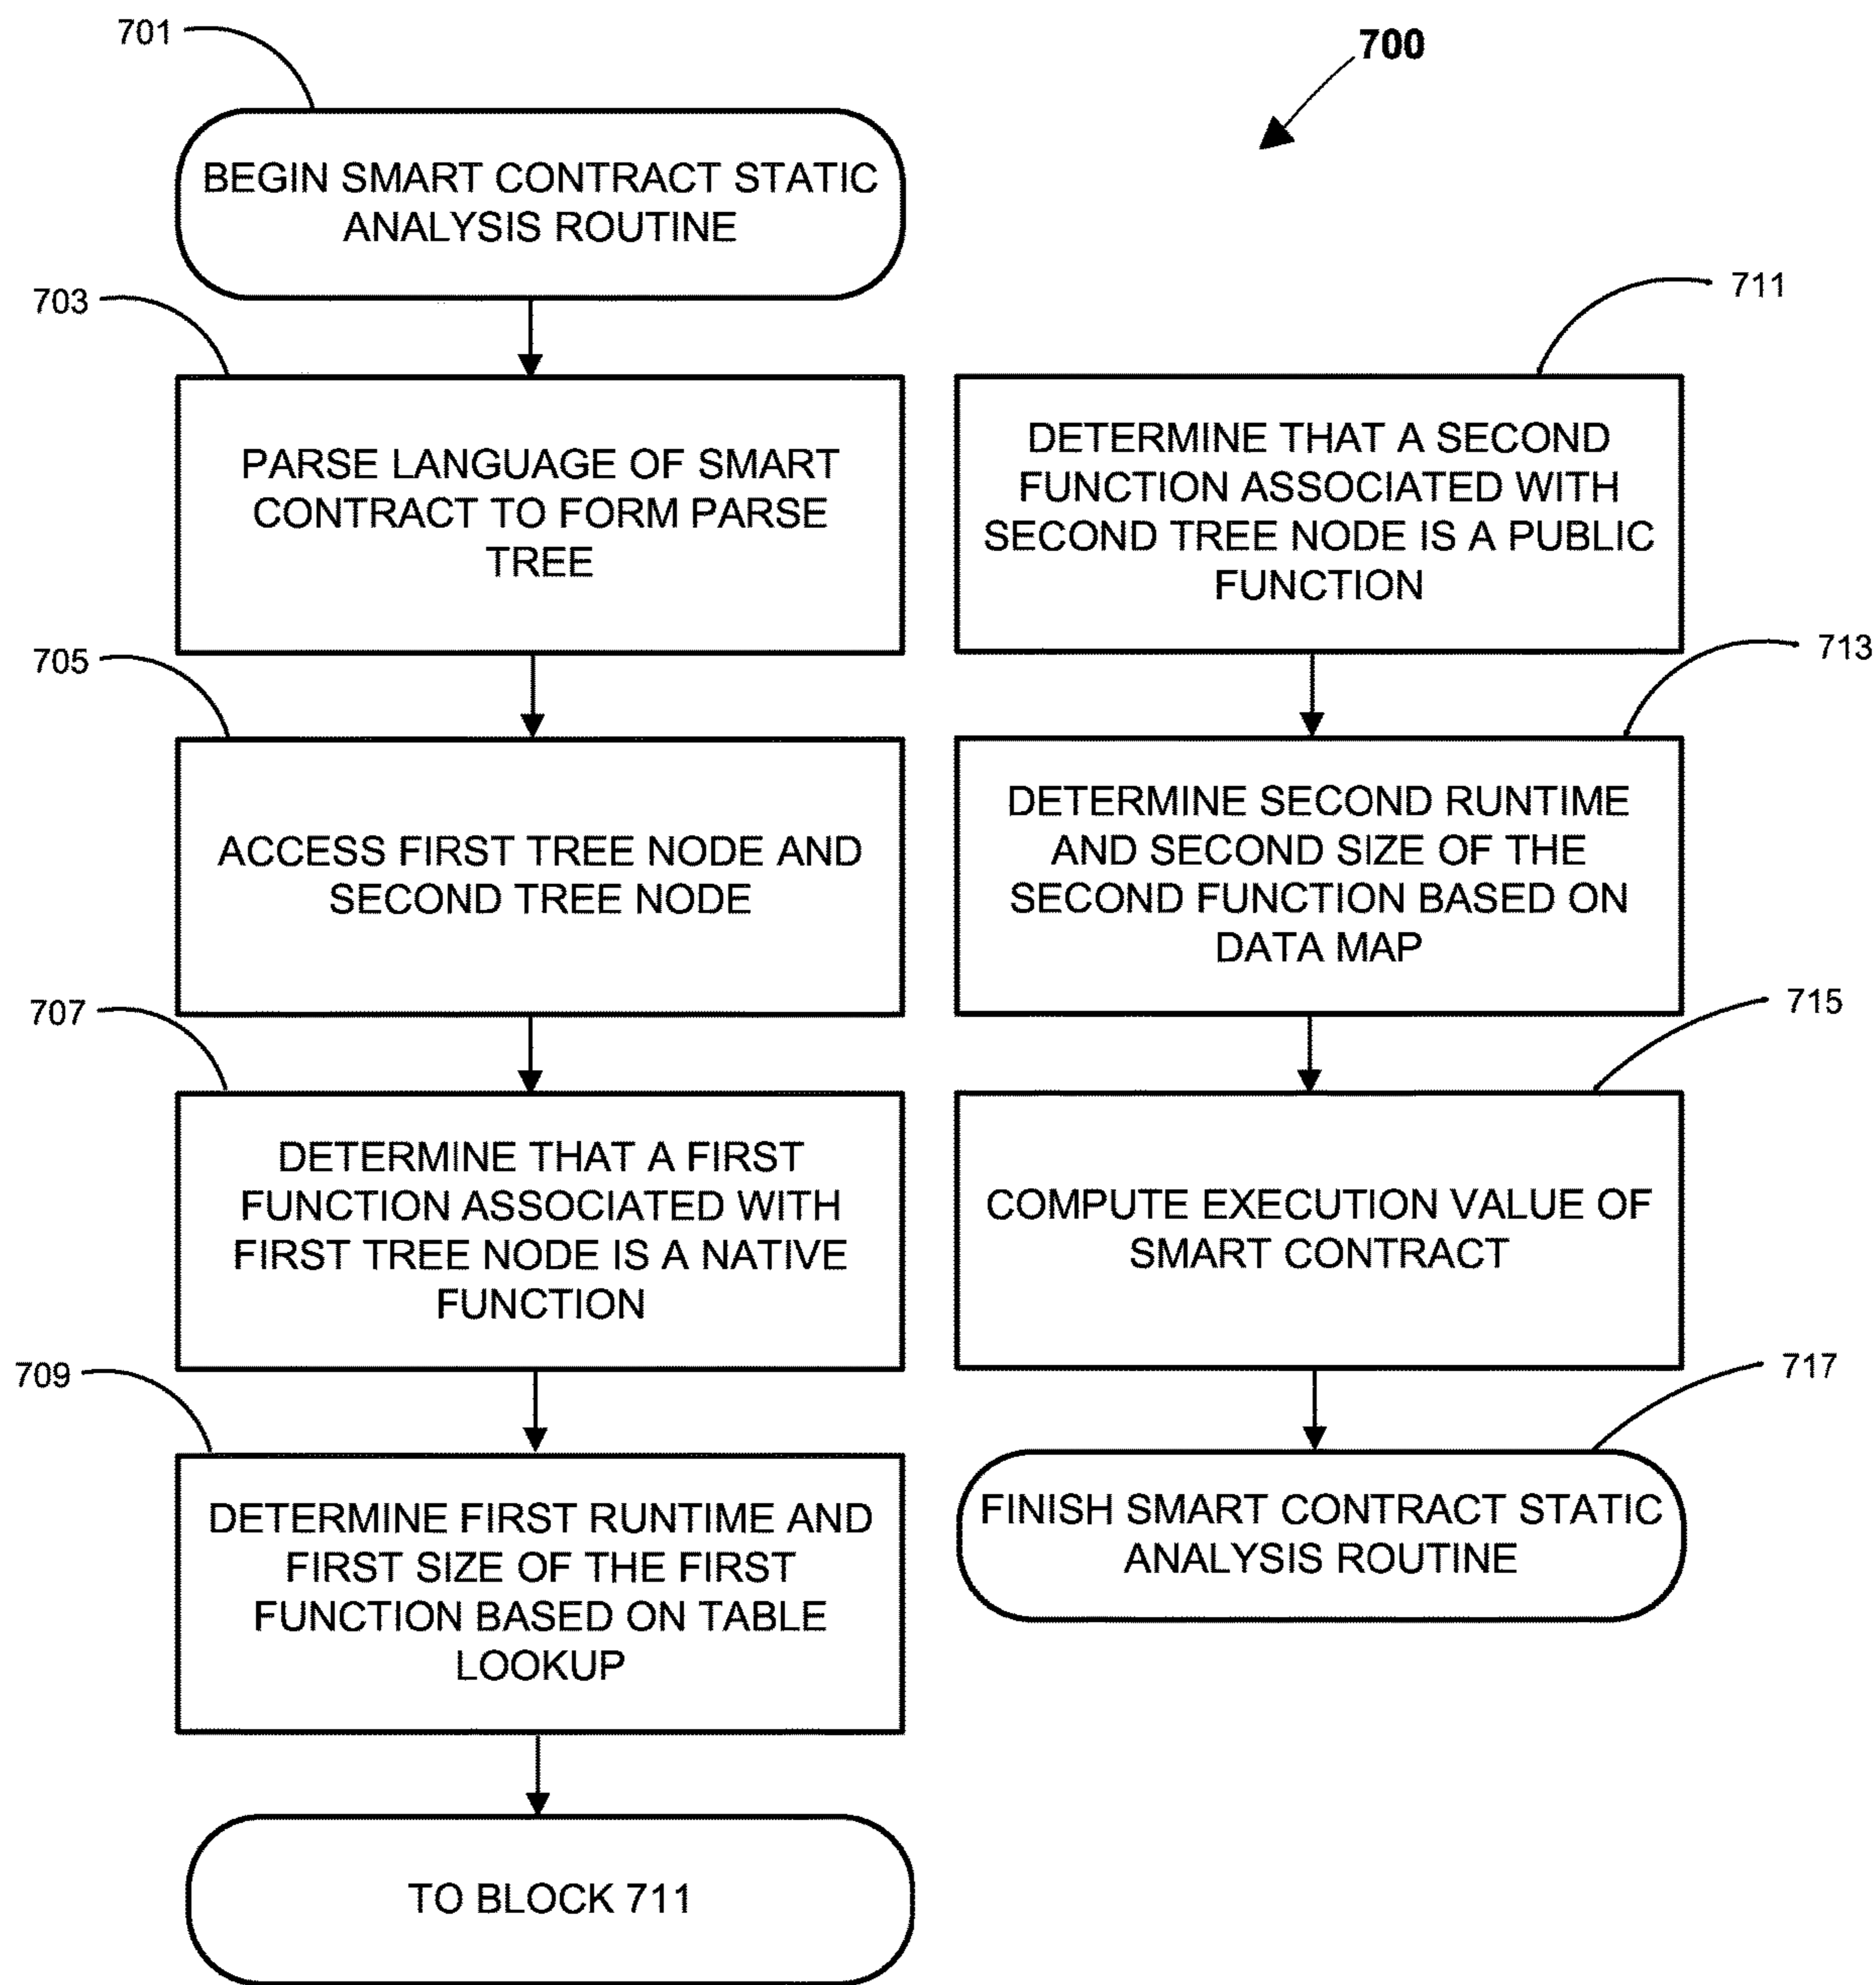 701
700
BEGIN SMART CONTRACT STATIC
ANALYSIS ROUTINE
703
PARSE LANGUAGE OF SMART
CONTRACT TO FORM PARSE
TREE
705
ACCESS FIRST TREE NODE AND
SECOND TREE NODE
707
DETERMINE THAT A FIRST
FUNCTION ASSOCIATED WITH
FIRST TREE NODE IS A NATIVE
FUNCTION
709
DETERMINE FIRST RUNTIME AND
FIRST SIZE OF THE FIRST
FUNCTION BASED ON TABLE
LOOKUP
TO BLOCK 711
711
DETERMINE THAT A SECOND
FUNCTION ASSOCIATED WITH
SECOND TREE NODE IS A PUBLIC
FUNCTION
713
DETERMINE SECOND RUNTIME
AND SECOND SIZE OF THE
SECOND FUNCTION BASED ON
DATA MAP
715
COMPUTE EXECUTION VALUE OF
SMART CONTRACT
717
FINISH SMART CONTRACT STATIC
ANALYSIS ROUTINE